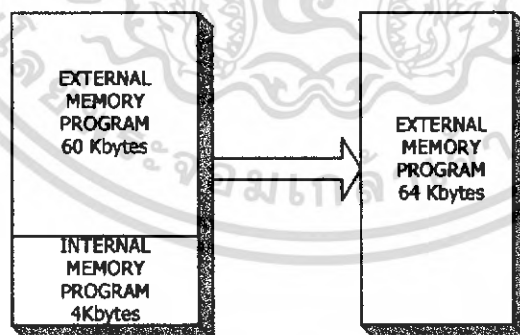 EXTERNAL
MEMORY
PROGRAM
60 Kbytes
INTERNAL
MEMORY
PROGRAM
4Kbytes
EXTERNAL
MEMORY
PROGRAM
64 Kbytes